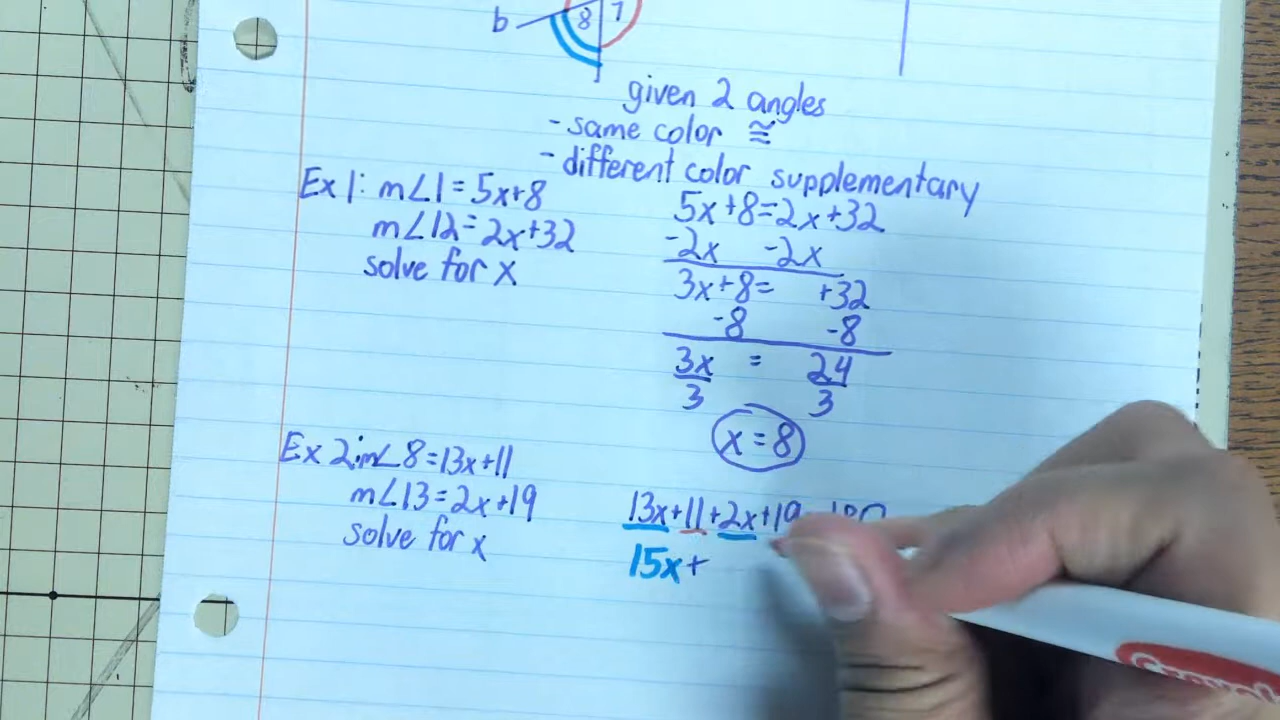 b 8 7
given 2 angles
- same color ≅
- different color supplementary
Ex 1: m∠1 = 5x+8
m∠12 = 2x+32
solve for x
5x+8=2x+32
-2x -2x
3x+8= +32
-8 -8
3x = 24
3 3
x = 8
Ex 2: m∠8 = 13x+11
m∠13 = 2x+19
solve for x
13x+11+2x+19 180
15x+